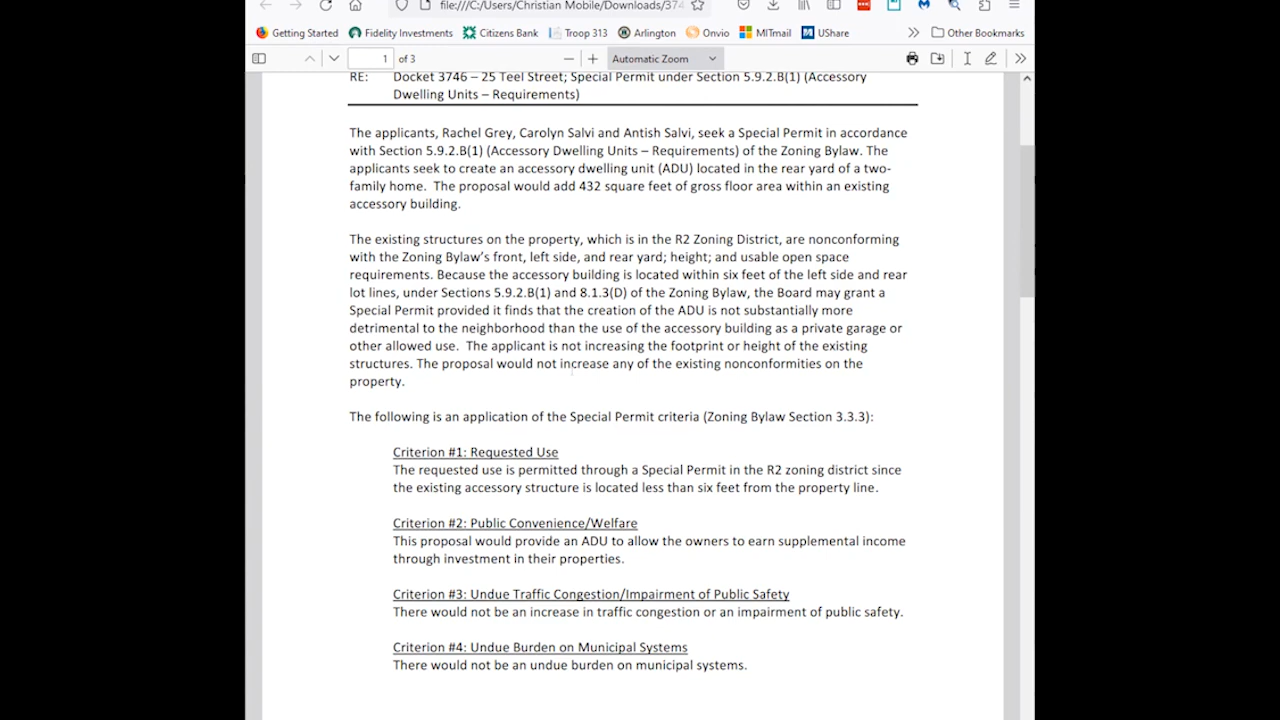 file:///C:/Users/Christian Mobile/Downloads/374
Getting Started Fidelity Investments Citizens Bank Troop 313 Arlington Onvio MITmail UShare Other Bookmarks
1 of 3 Automatic Zoom
RE: Docket 3746 – 25 Teel Street; Special Permit under Section 5.9.2.B(1) (Accessory
Dwelling Units – Requirements)
The applicants, Rachel Grey, Carolyn Salvi and Antish Salvi, seek a Special Permit in accordance
with Section 5.9.2.B(1) (Accessory Dwelling Units – Requirements) of the Zoning Bylaw. The
applicants seek to create an accessory dwelling unit (ADU) located in the rear yard of a two-
family home. The proposal would add 432 square feet of gross floor area within an existing
accessory building.
The existing structures on the property, which is in the R2 Zoning District, are nonconforming
with the Zoning Bylaw's front, left side, and rear yard; height; and usable open space
requirements. Because the accessory building is located within six feet of the left side and rear
lot lines, under Sections 5.9.2.B(1) and 8.1.3(D) of the Zoning Bylaw, the Board may grant a
Special Permit provided it finds that the creation of the ADU is not substantially more
detrimental to the neighborhood than the use of the accessory building as a private garage or
other allowed use. The applicant is not increasing the footprint or height of the existing
structures. The proposal would not increase any of the existing nonconformities on the
property.
The following is an application of the Special Permit criteria (Zoning Bylaw Section 3.3.3):
Criterion #1: Requested Use
The requested use is permitted through a Special Permit in the R2 zoning district since
the existing accessory structure is located less than six feet from the property line.
Criterion #2: Public Convenience/Welfare
This proposal would provide an ADU to allow the owners to earn supplemental income
through investment in their properties.
Criterion #3: Undue Traffic Congestion/Impairment of Public Safety
There would not be an increase in traffic congestion or an impairment of public safety.
Criterion #4: Undue Burden on Municipal Systems
There would not be an undue burden on municipal systems.